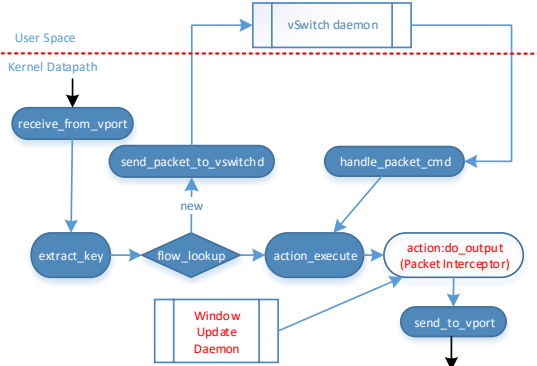 vSwitch daemon
User Space
Kernel Datapath
receive_from_vport
send_packet_to_vswitchd
handle_packet_cmd
new
extract_key
flow_lookup
action_execute
action:do_output
(Packet Interceptor)
Window
Update
Daemon
send_to_vport